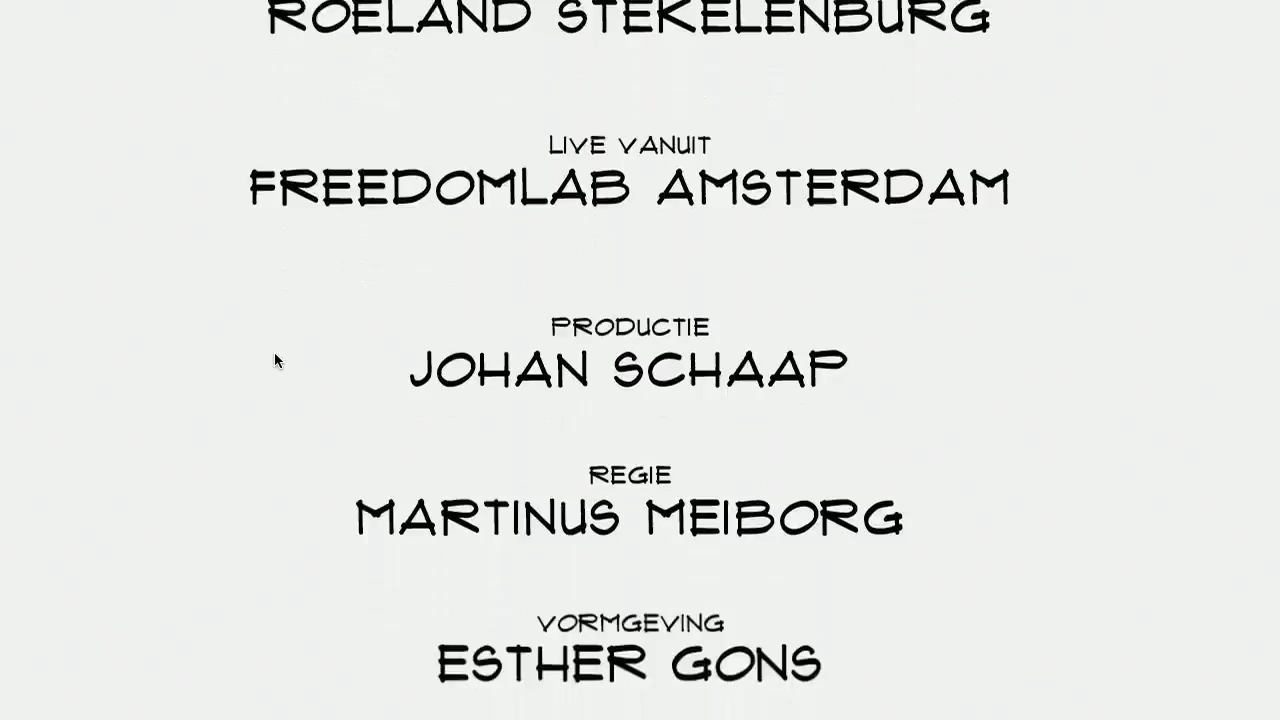 ROELAND STEKELENBURG
LIVE VANUIT
FREEDOMLAB AMSTERDAM
PRODUCTIE
JOHAN SCHAAP
REGIE
MARTINUS MEIBORG
VORMGEVING
ESTHER GONS